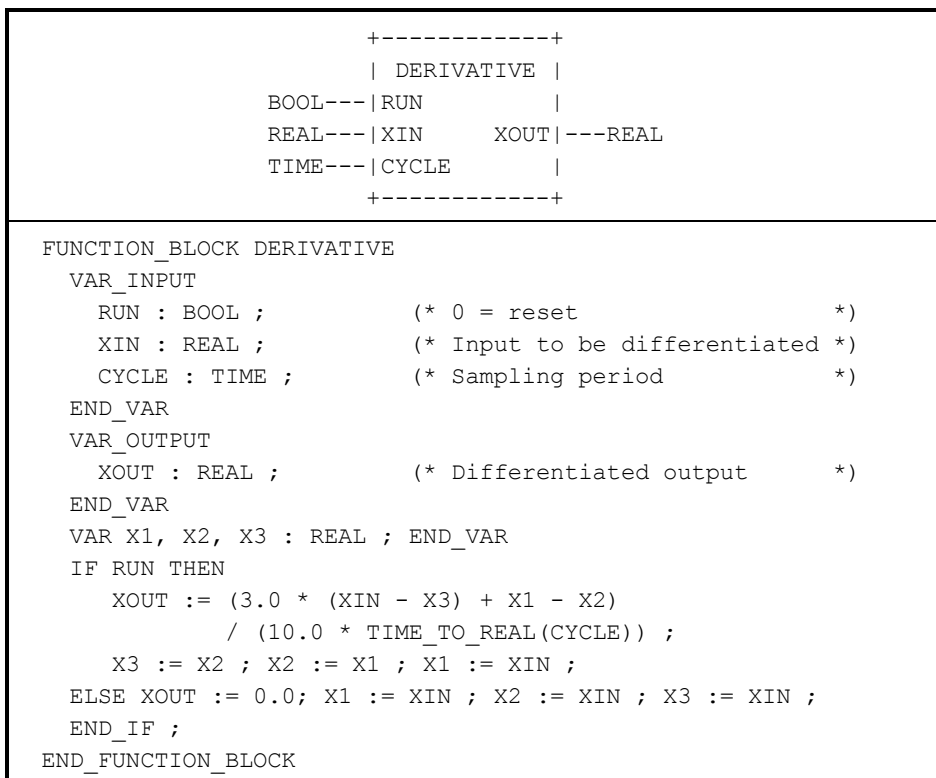 +------------+
| DERIVATIVE |
BOOL---|RUN |
REAL---|XIN XOUT|---REAL
TIME---|CYCLE |
+------------+
FUNCTION_BLOCK DERIVATIVE
VAR_INPUT
RUN : BOOL ; (* 0 = reset *)
XIN : REAL ; (* Input to be differentiated *)
CYCLE : TIME ; (* Sampling period *)
END_VAR
VAR_OUTPUT
XOUT : REAL ; (* Differentiated output *)
END_VAR
VAR X1, X2, X3 : REAL ; END_VAR
IF RUN THEN
XOUT := (3.0 * (XIN - X3) + X1 - X2)
/ (10.0 * TIME_TO_REAL(CYCLE)) ;
X3 := X2 ; X2 := X1 ; X1 := XIN ;
ELSE XOUT := 0.0; X1 := XIN ; X2 := XIN ; X3 := XIN ;
END_IF ;
END_FUNCTION_BLOCK